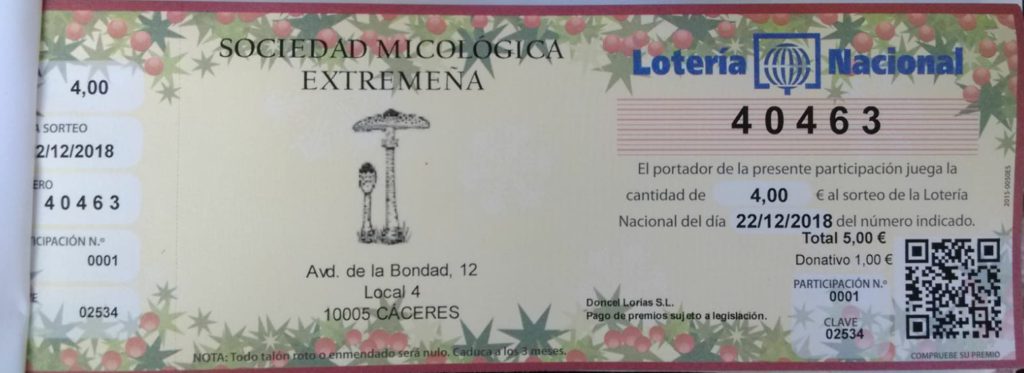 4,00
A SORTEO
2/12/2018
ERO
40463
ICIPACIÓN N.º
0001
E
02534
SOCIEDAD MICOLÓGICA
EXTREMEÑA
Avd. de la Bondad, 12
Local 4
10005 CÁCERES
NOTA: Todo talón roto o enmendado será nulo. Caduca a los 3 meses.
Lotería Nacional
40463
El portador de la presente participación juega la
cantidad de 4,00 € al sorteo de la Lotería
Nacional del día 22/12/2018 del número indicado.
Total 5,00 €
Donativo 1,00 €
PARTICIPACIÓN N.º
0001
CLAVE
02534
Doncel Lorias S.L.
Pago de premios sujeto a legislación.
COMPRUEBE SU PREMIO